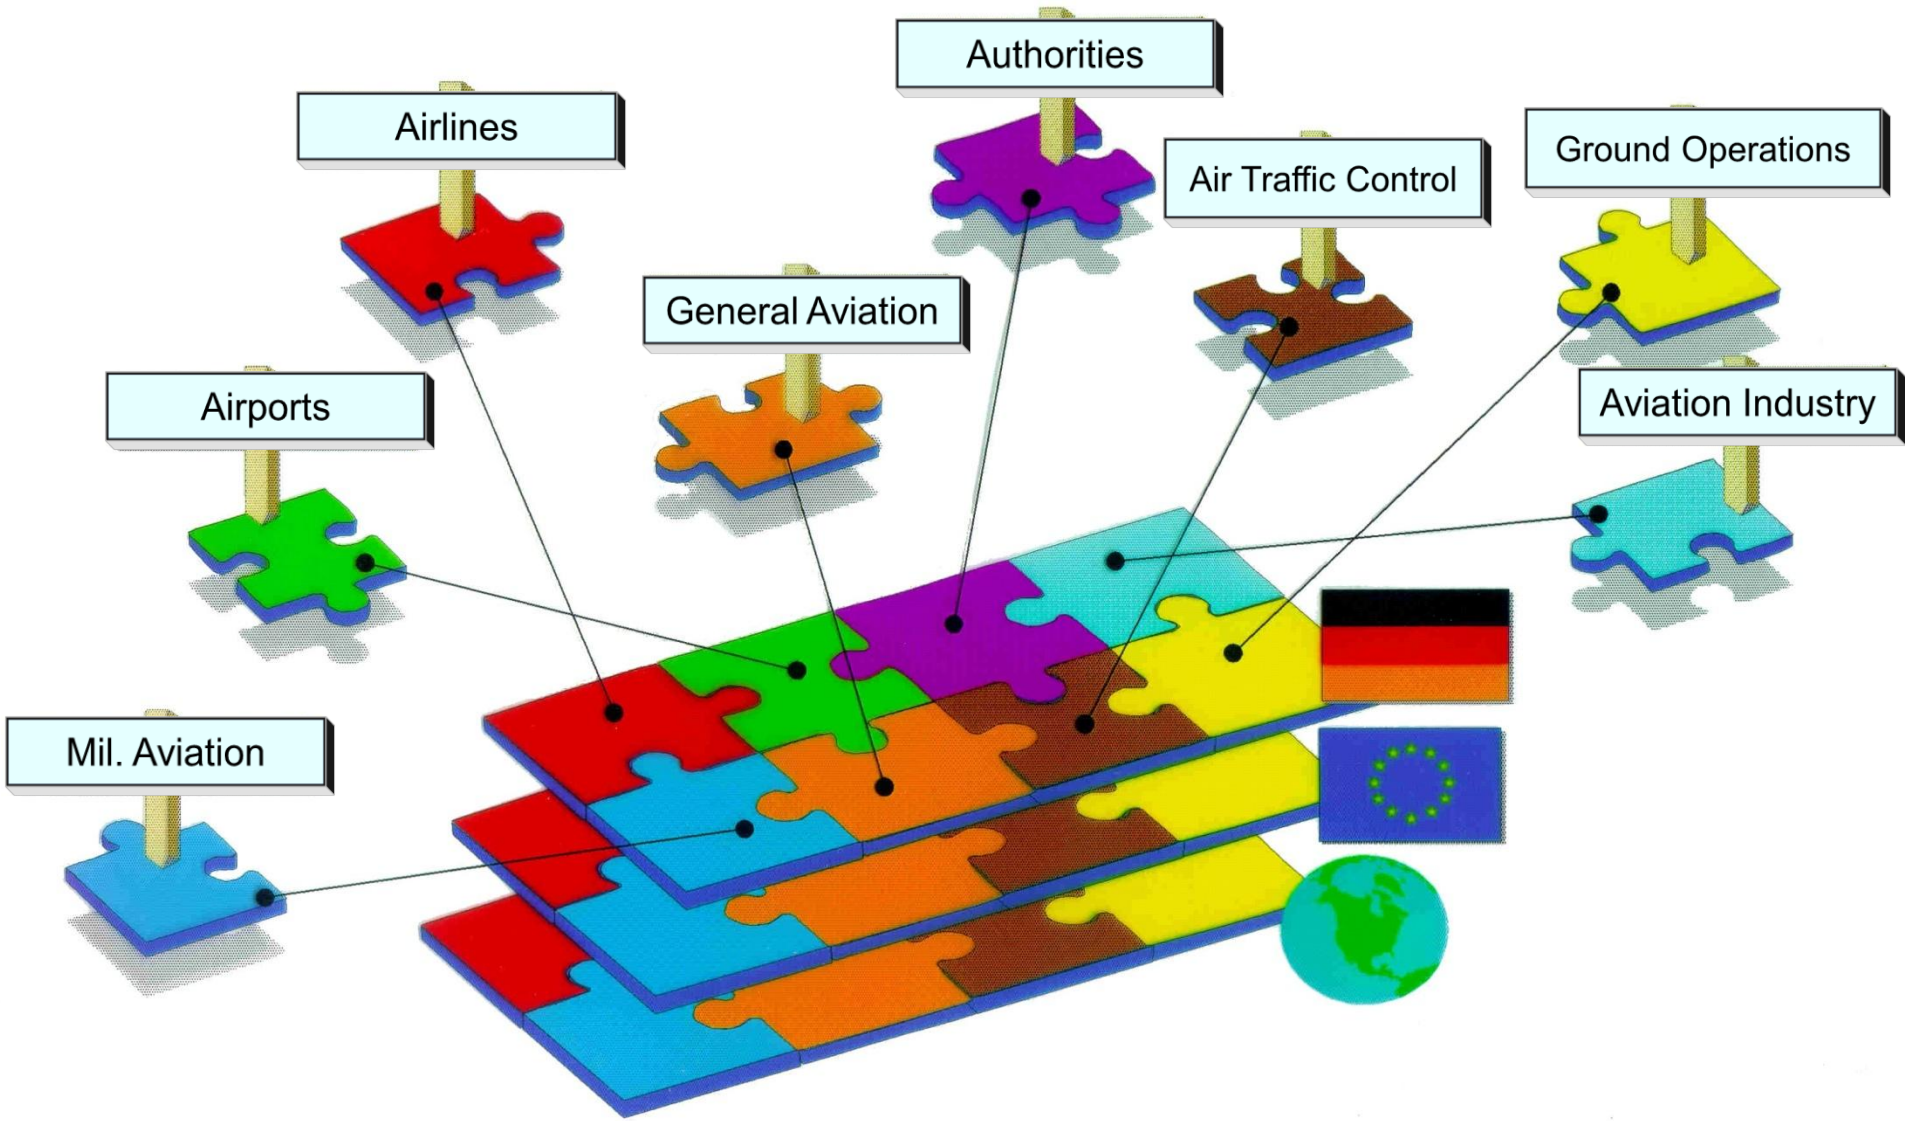 Authorities
Airlines
Ground Operations
Air Traffic Control
General Aviation
Airports
Aviation Industry
Mil. Aviation